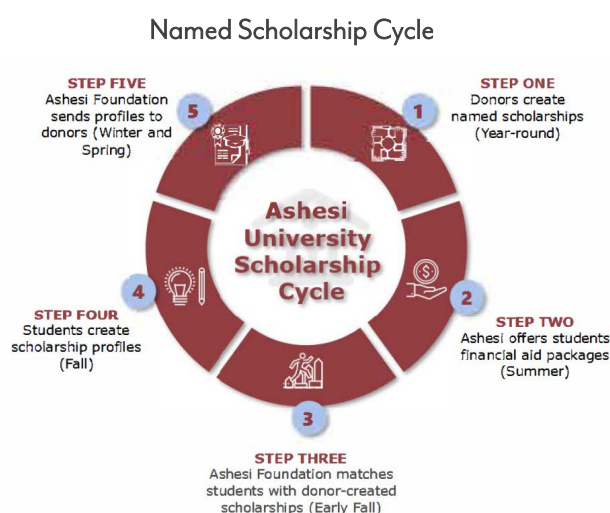 Named Scholarship Cycle
STEP ONE
Donors create
named scholarships
(Year-round)
1
STEP TWO
Ashesi offers students
financial aid packages
(Summer)
2
STEP THREE
Ashesi Foundation matches
students with donor-created
scholarships (Early Fall)
3
STEP FOUR
Students create
scholarship profiles
(Fall)
4
STEP FIVE
Ashesi Foundation
sends profiles to
donors (Winter and
Spring)
5
Ashesi
University
Scholarship
Cycle